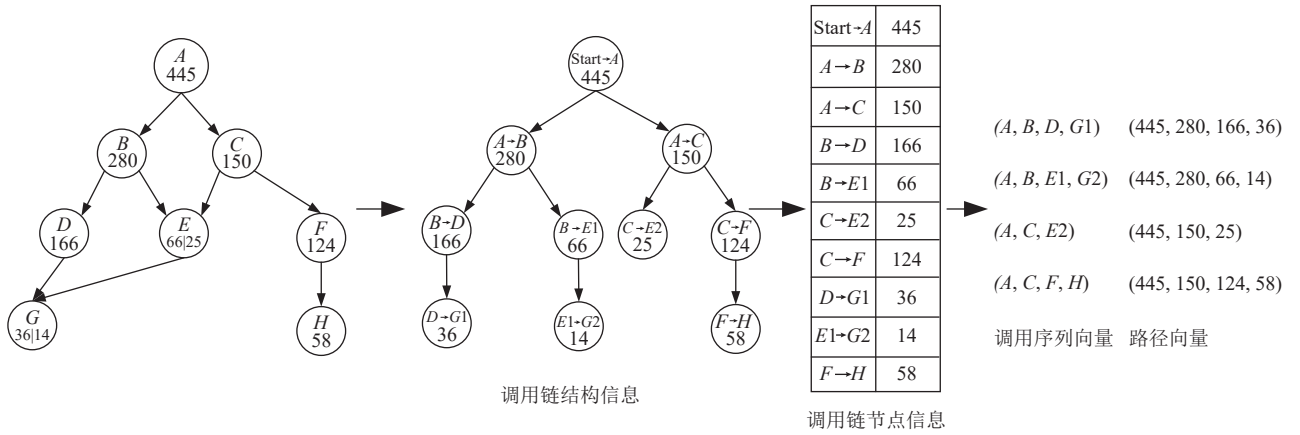 A
445
B
280
C
150
D
166
E
66|25
F
124
G
36|14
H
58
Start→A
445
A→B
280
A→C
150
B→D
166
B→E1
66
C→E2
25
C→F
124
D→G1
36
E1→G2
14
F→H
58
调用链结构信息
Start→A 445
A→B 280
A→C 150
B→D 166
B→E1 66
C→E2 25
C→F 124
D→G1 36
E1→G2 14
F→H 58
调用链节点信息
(A, B, D, G1) (445, 280, 166, 36)
(A, B, E1, G2) (445, 280, 66, 14)
(A, C, E2) (445, 150, 25)
(A, C, F, H) (445, 150, 124, 58)
调用序列向量 路径向量